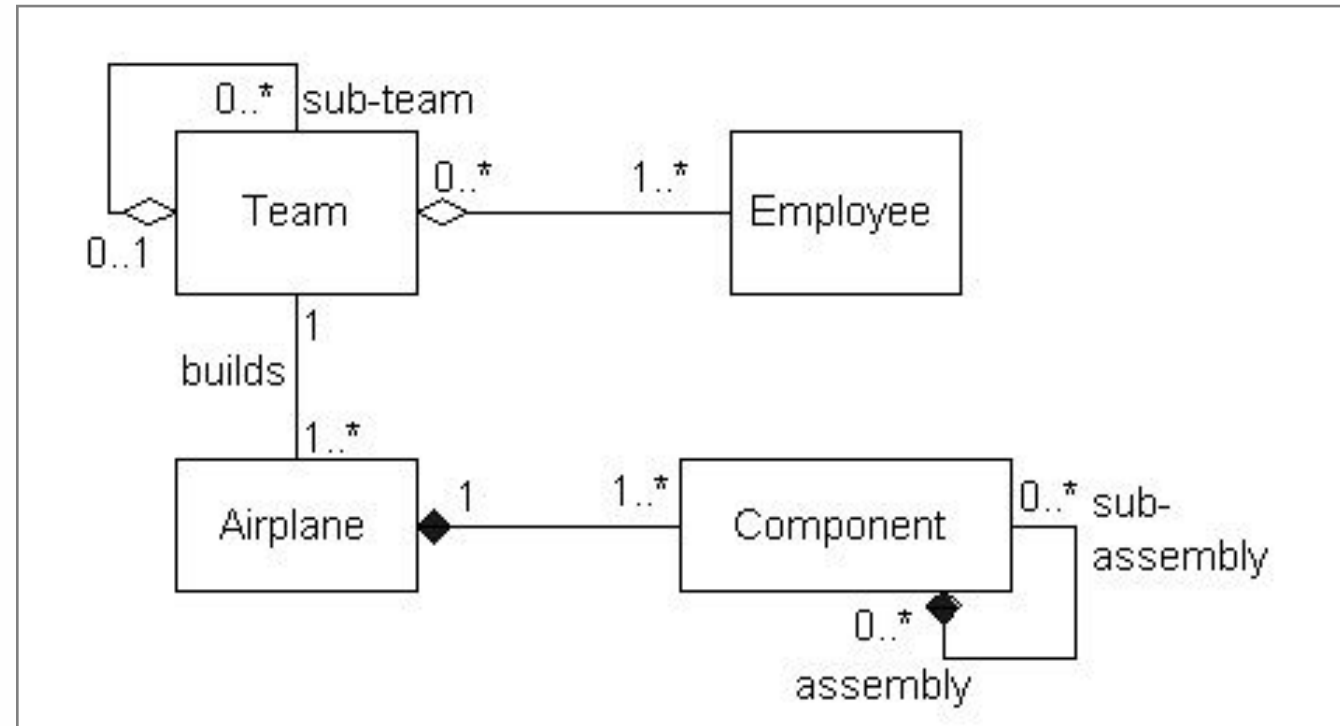 0..* sub-team
Team
0..1
0..*
1..*
Employee
1
builds
1..*
Airplane
1
1..*
Component
0..* sub-
assembly
0..*
assembly